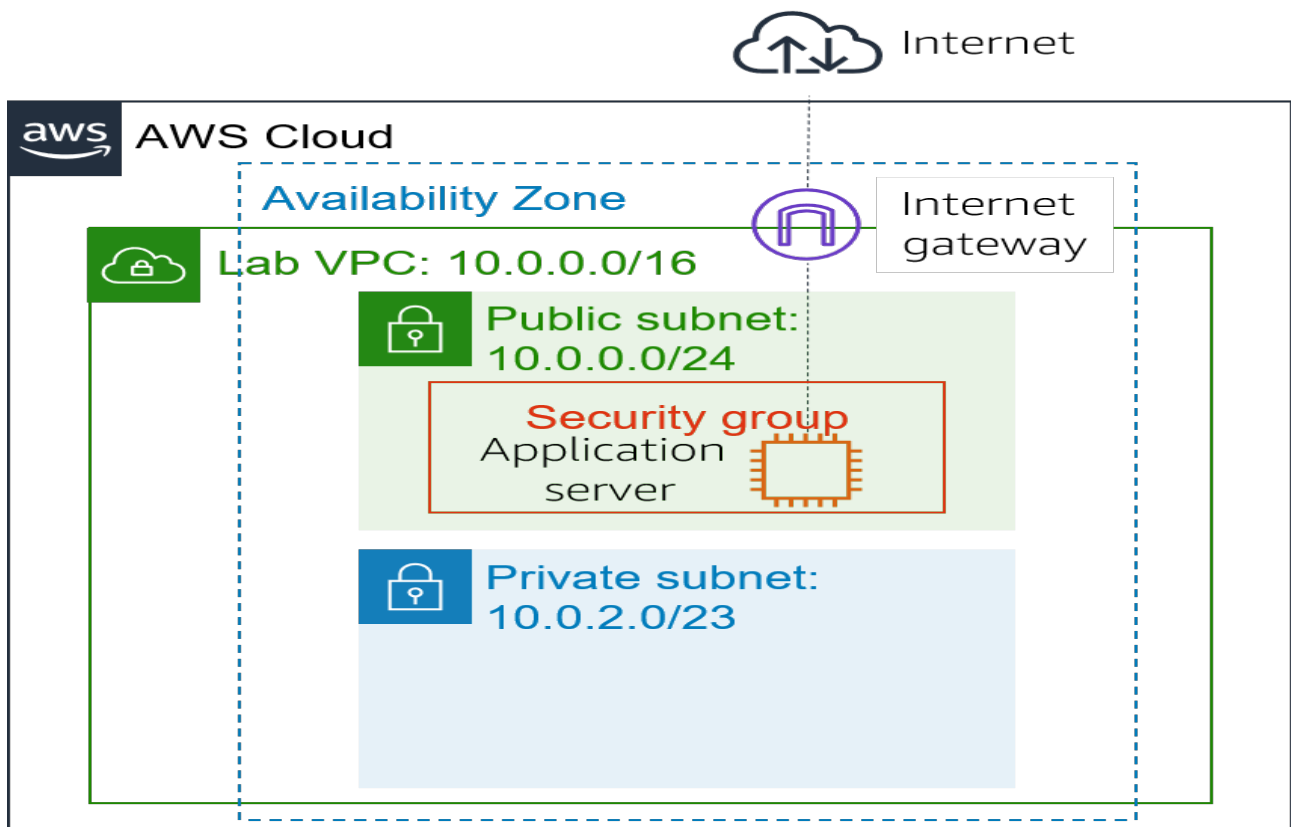 Internet
aws
AWS Cloud
Availability Zone
Internet
gateway
Lab VPC: 10.0.0.0/16
Public subnet:
10.0.0.0/24
Security group
Application
server
Private subnet:
10.0.2.0/23